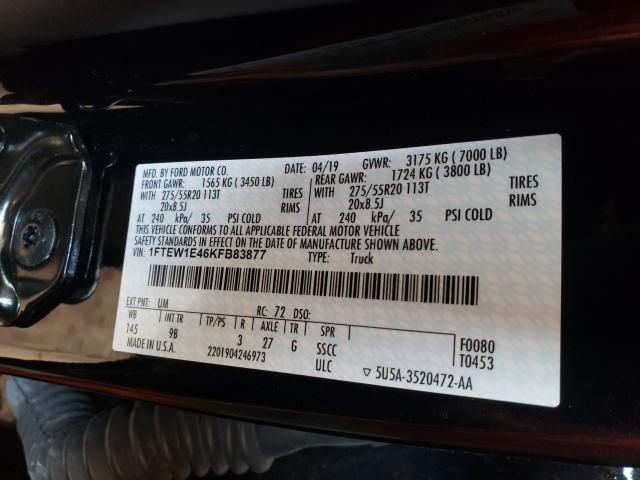 MFD. BY FORD MOTOR CO. DATE: 04/19 GVWR: 3175 KG ( 7000 LB)
FRONT GAWR: 1565 KG ( 3450 LB) REAR GAWR: 1724 KG ( 3800 LB)
WITH 275/55R20 113T TIRES WITH 275/55R20 113T TIRES
20x8.5J RIMS 20x8.5J RIMS
AT 240 kPa/ 35 PSI COLD AT 240 kPa/ 35 PSI COLD
THIS VEHICLE CONFORMS TO ALL APPLICABLE FEDERAL MOTOR VEHICLE
SAFETY STANDARDS IN EFFECT ON THE DATE OF MANUFACTURE SHOWN ABOVE.
VIN: 1FTEW1E46KFB83877 TYPE: Truck
EXT PNT: UM RC: 72 DSO:
WB INT TR TP/PS R AXLE TR SPR
145 9B 3 27 G SSCC F0080
MADE IN U.S.A. 2201904246973 ULC T0453
▽ 5U5A-3520472-AA